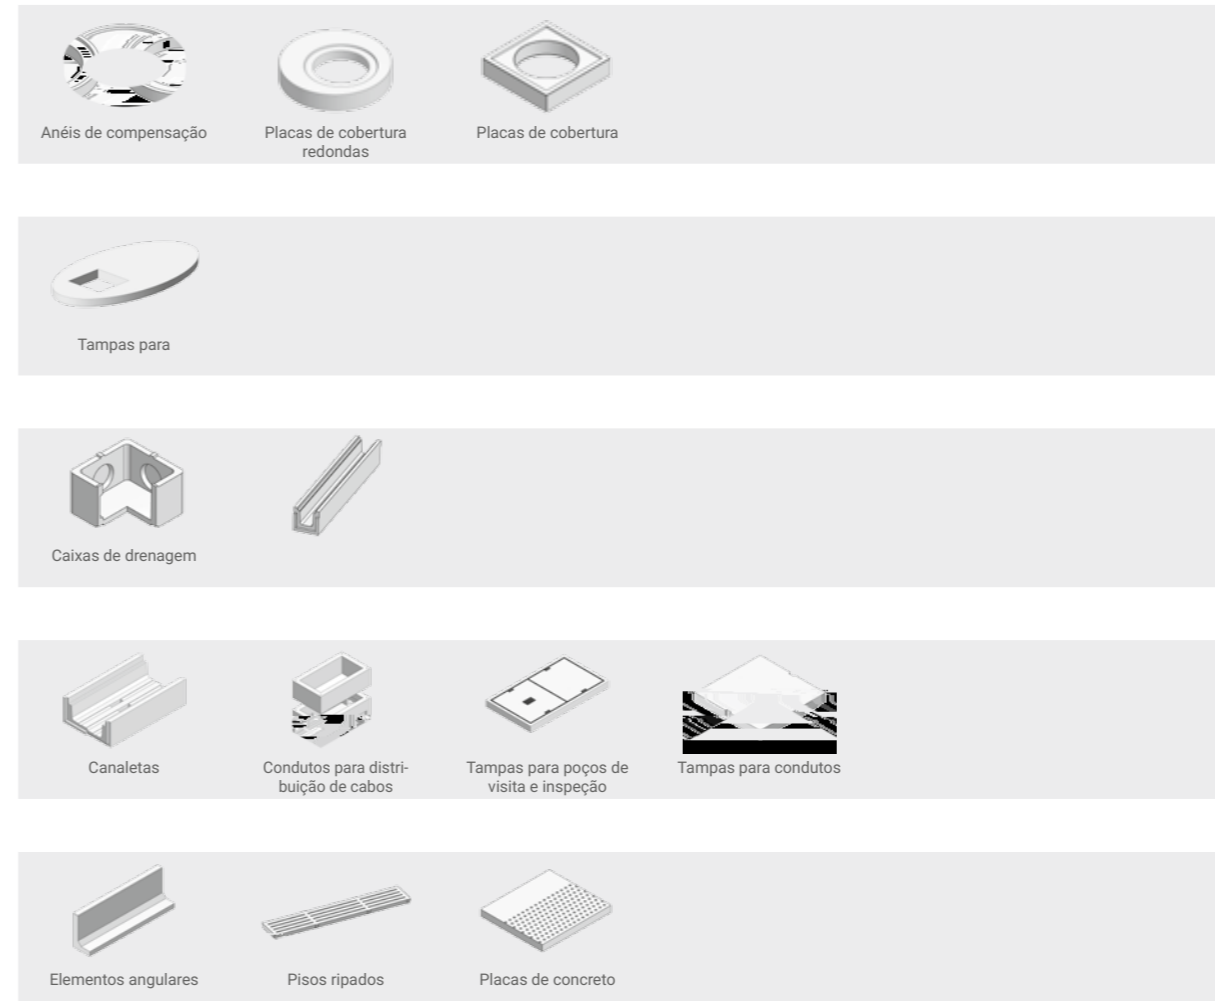 Anéis de compensação
Placas de cobertura
redondas
Placas de cobertura
Tampas para
Caixas de drenagem
Canaletas
Condutos para distri-
buição de cabos
Tampas para poços de
visita e inspeção
Tampas para condutos
Elementos angulares
Pisos ripados
Placas de concreto